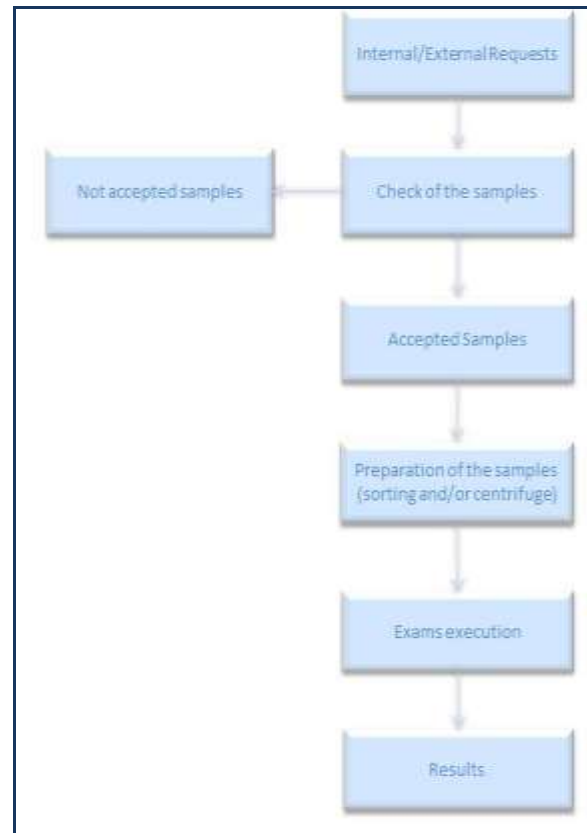 Internal/External Requests
Not accepted samples
Check of the samples
Accepted Samples
Preparation of the samples
(sorting and/or centrifuge)
Exams execution
Results